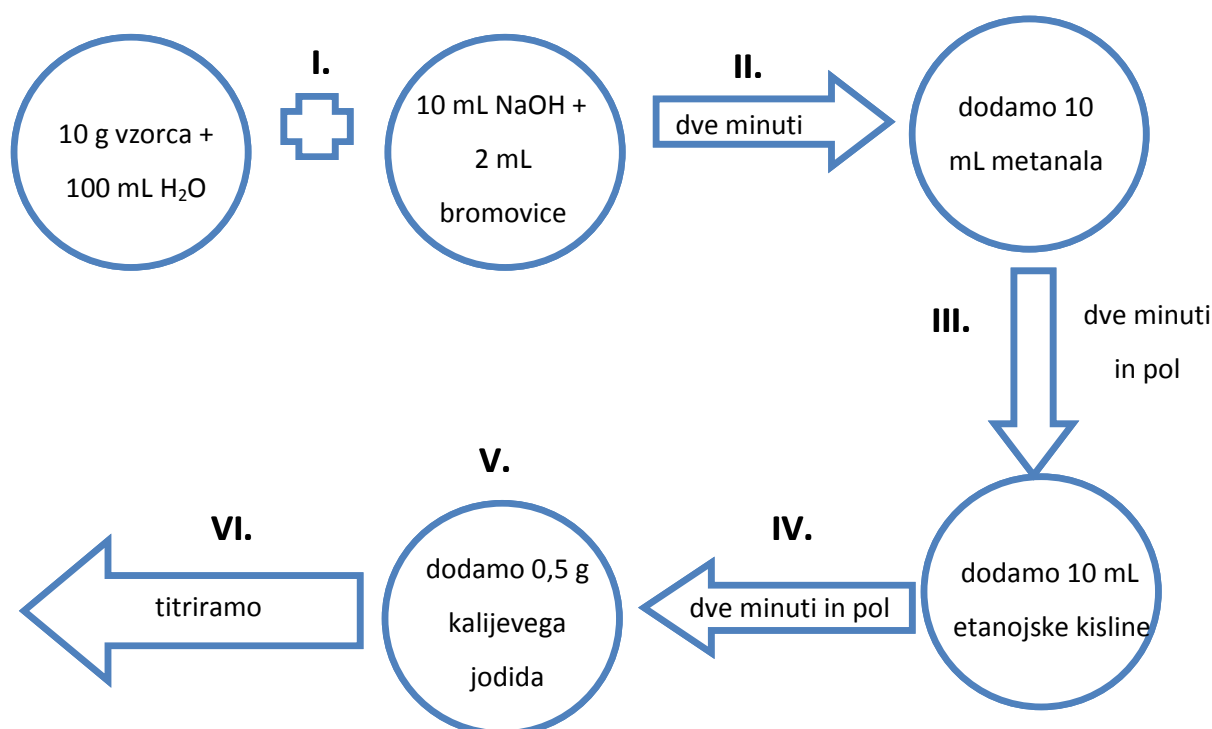 I.
10 g vzorca +
100 mL H₂O
10 mL NaOH +
2 mL
bromovice
II.
dve minuti
dodamo 10
mL metanala
III.
dve minuti
in pol
dodamo 10 mL
etanojske kisline
IV.
dve minuti in pol
V.
dodamo 0,5 g
kalijevega
jodida
VI.
titriramo